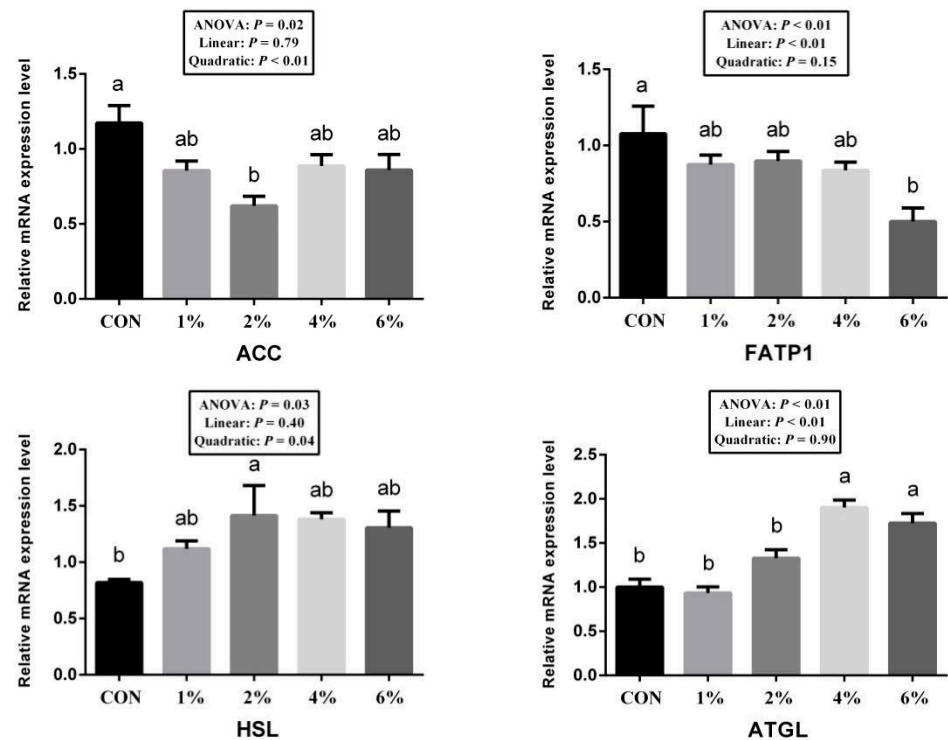 ANOVA: P = 0.02
Linear: P = 0.79
Quadratic: P < 0.01
Relative mRNA expression level
1.5
1.0
0.5
0.0
a
ab
b
ab
ab
CON 1% 2% 4% 6%
ACC
ANOVA: P < 0.01
Linear: P < 0.01
Quadratic: P = 0.15
Relative mRNA expression level
1.5
1.0
0.5
0.0
a
ab
ab
ab
b
CON 1% 2% 4% 6%
FATP1
ANOVA: P = 0.03
Linear: P = 0.40
Quadratic: P = 0.04
Relative mRNA expression level
2.0
1.5
1.0
0.5
0.0
b
ab
a
ab
ab
CON 1% 2% 4% 6%
HSL
ANOVA: P < 0.01
Linear: P < 0.01
Quadratic: P = 0.90
Relative mRNA expression level
2.5
2.0
1.5
1.0
0.5
0.0
b
b
b
a
a
CON 1% 2% 4% 6%
ATGL